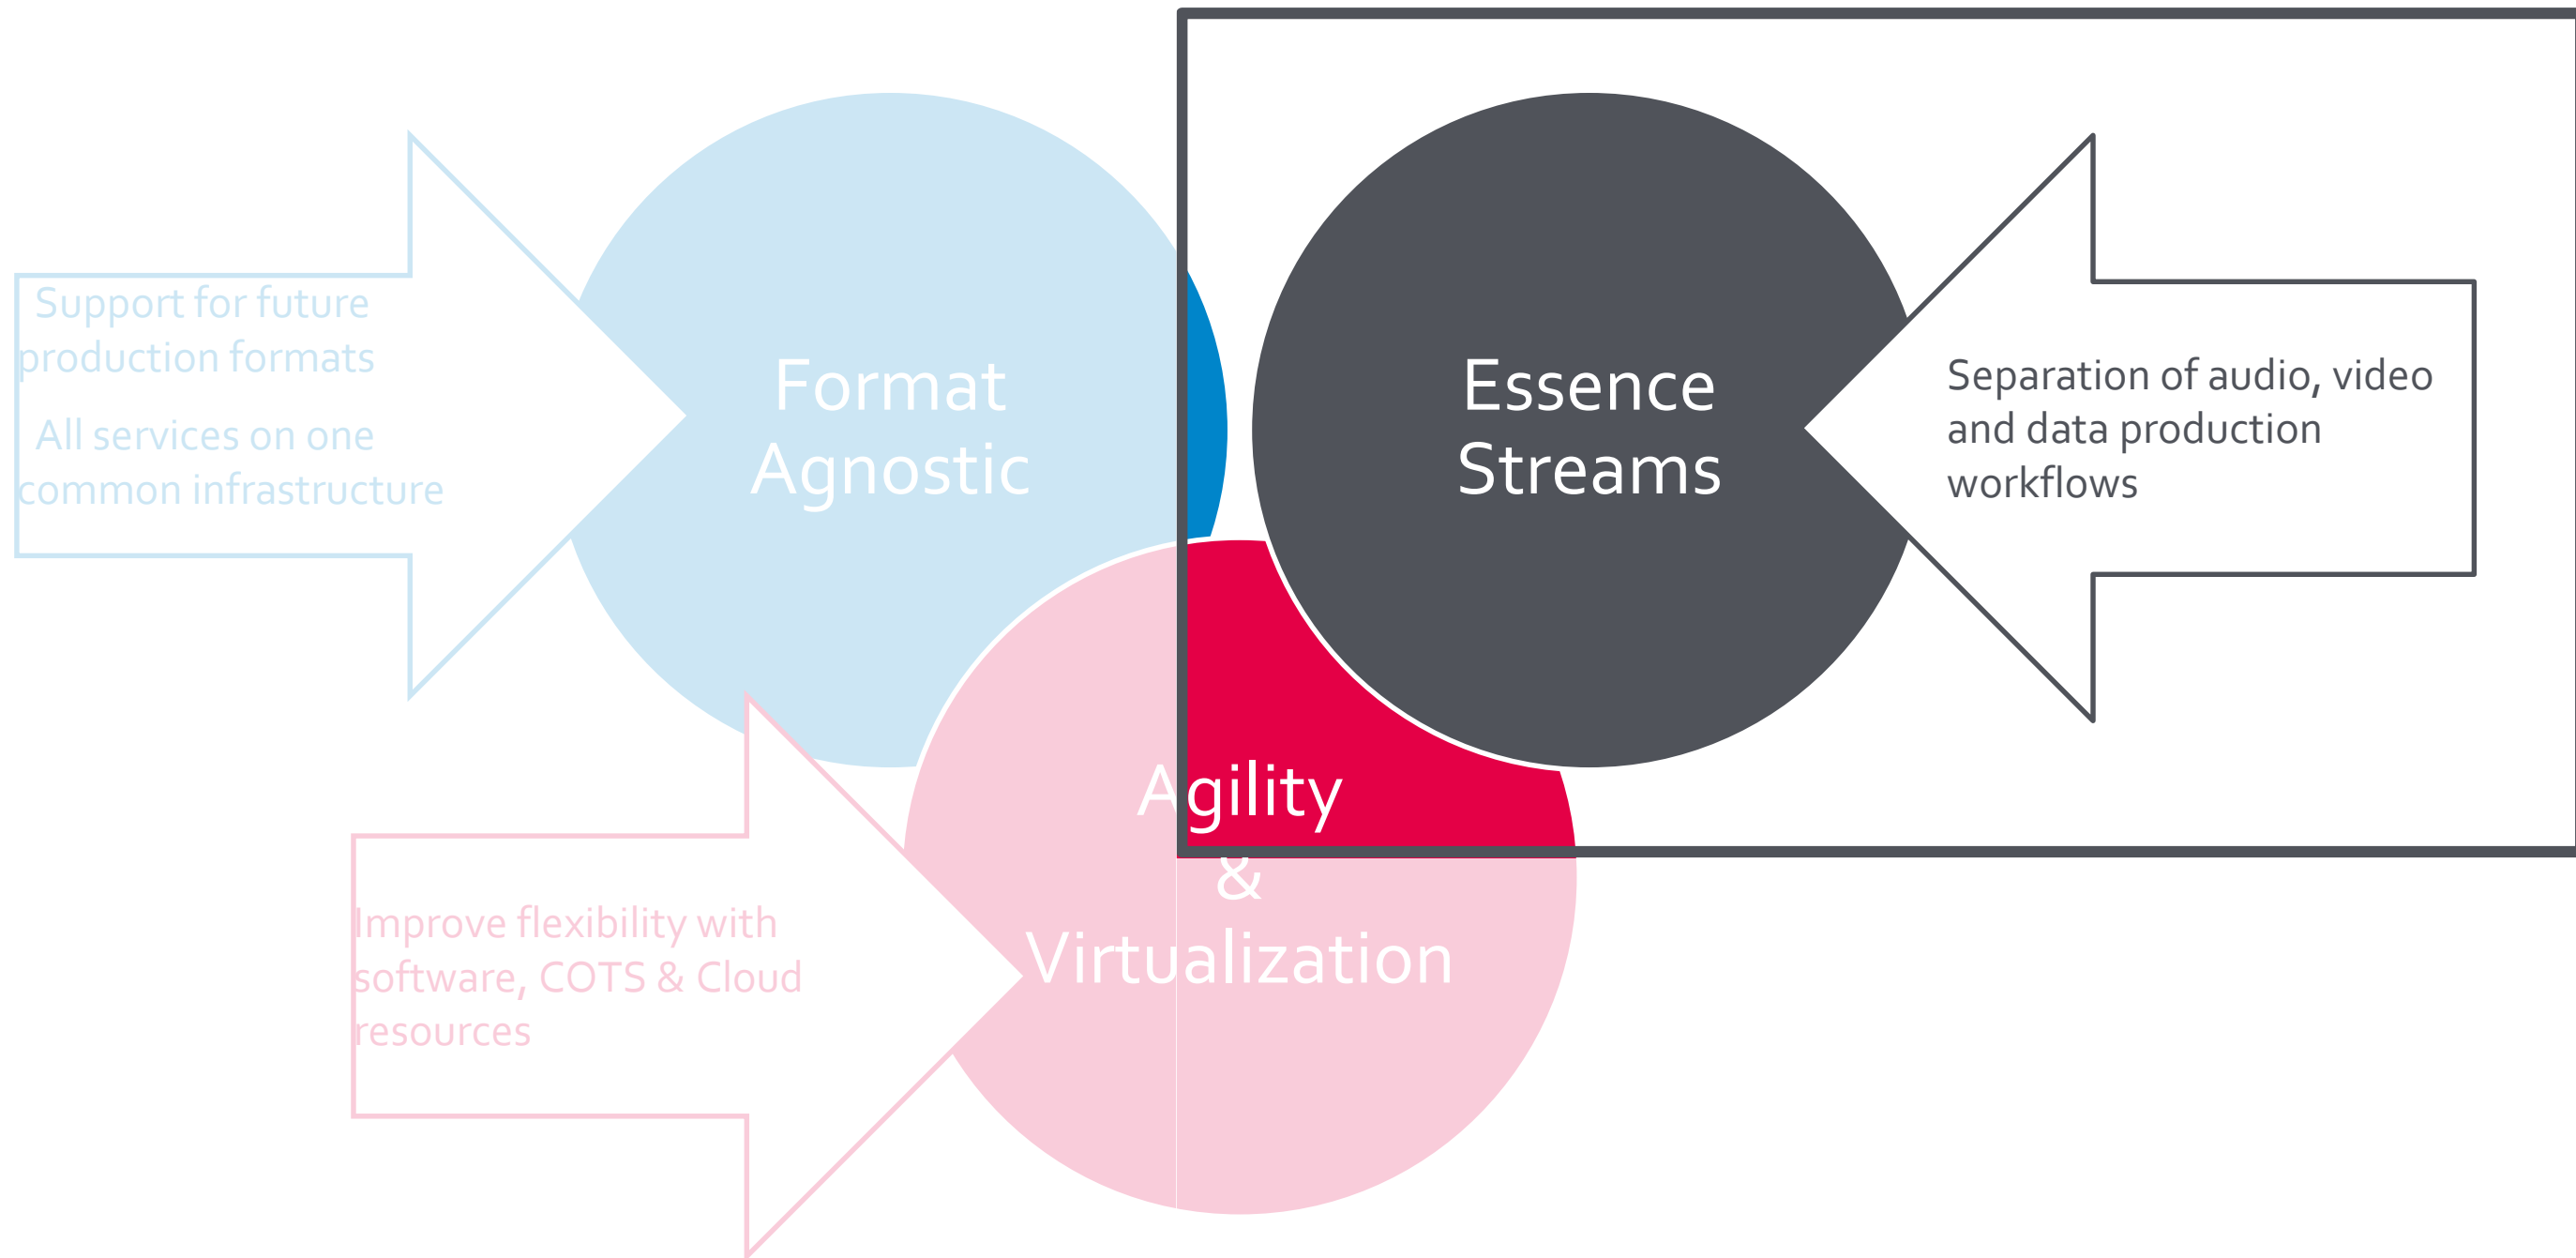 Support for future
production formats
All services on one
common infrastructure
Format
Agnostic
Essence
Streams
Separation of audio, video
and data production
workflows
Improve flexibility with
software, COTS & Cloud
resources
Agility
&
Virtualization